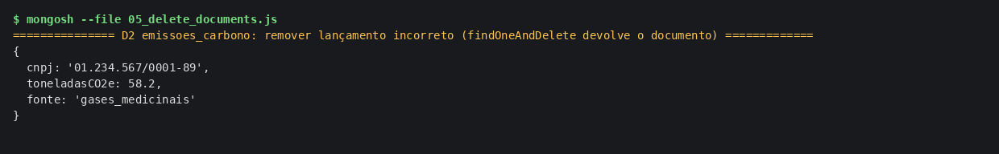 $ mongosh --file 05_delete_documents.js
=============== D2 emissoes_carbono: remover lançamento incorreto (findOneAndDelete devolve o documento) =============
{
  cnpj: '01.234.567/0001-89',
  toneladasCO2e: 58.2,
  fonte: 'gases_medicinais'
}